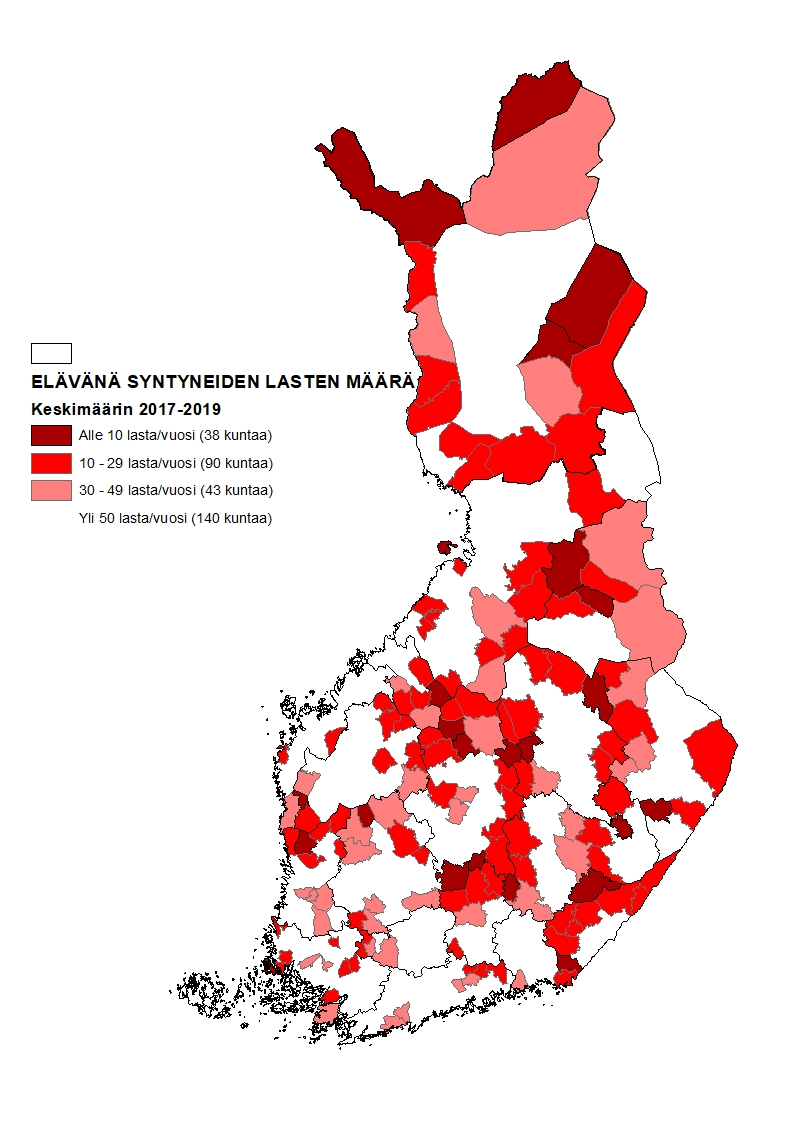 ELÄVÄNÄ SYNTYNEIDEN LASTEN MÄÄRÄ
Keskimäärin 2017-2019
Alle 10 lasta/vuosi (38 kuntaa)
10 - 29 lasta/vuosi (90 kuntaa)
30 - 49 lasta/vuosi (43 kuntaa)
Yli 50 lasta/vuosi (140 kuntaa)